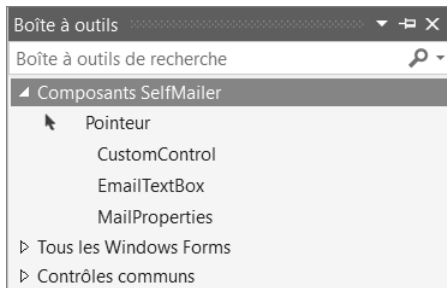 Boîte à outils
Boîte à outils de recherche
Composants SelfMailer
Pointeur
CustomControl
EmailTextBox
MailProperties
Tous les Windows Forms
Contrôles communs